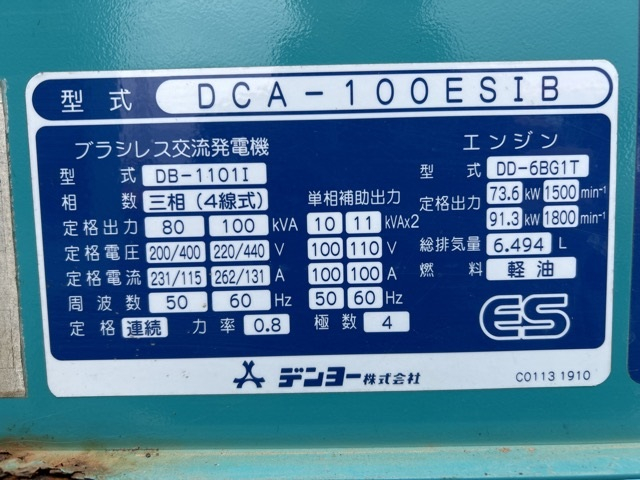 型式 DCA-100ESIB
ブラシレス交流発電機
型式 DB-1101I
相数 三相(4線式) 単相補助出力
定格出力 80 100 kVA 10 11 kVA×2
定格電圧 200/400 220/440 V 100 110 V
定格電流 231/115 262/131 A 100 100 A
周波数 50 60 Hz 50 60 Hz
定格 連続 力率 0.8 極数 4
エンジン
型式 DD-6BG1T
定格出力 73.6 kW 1500 min⁻¹
91.3 kW 1800 min⁻¹
総排気量 6.494 L
燃料 軽油
ES
デンヨー株式会社
C0113 1910